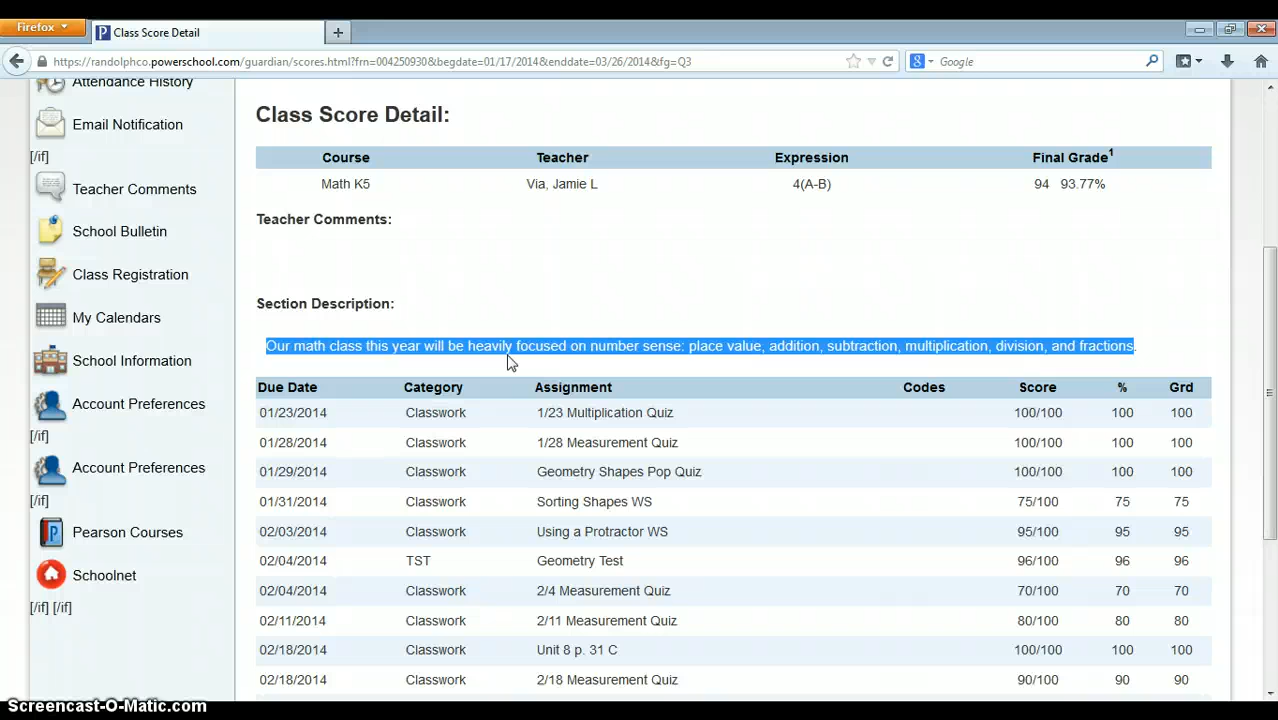 Firefox
Class Score Detail
https://randolphco.powerschool.com/guardian/scores.html?frn=004250930&begdate=01/17/2014&enddate=03/26/2014&fg=Q3
Google
Attendance History
Email Notification
[/if]
Teacher Comments
School Bulletin
Class Registration
My Calendars
School Information
Account Preferences
[/if]
Account Preferences
[/if]
Pearson Courses
Schoolnet
[/if] [/if]
Class Score Detail:
Course Teacher Expression Final Grade1
Math K5 Via, Jamie L 4(A-B) 94 93.77%
Teacher Comments:
Section Description:
Our math class this year will be heavily focused on number sense: place value, addition, subtraction, multiplication, division, and fractions.
Due Date Category Assignment Codes Score % Grd
01/23/2014 Classwork 1/23 Multiplication Quiz 100/100 100 100
01/28/2014 Classwork 1/28 Measurement Quiz 100/100 100 100
01/29/2014 Classwork Geometry Shapes Pop Quiz 100/100 100 100
01/31/2014 Classwork Sorting Shapes WS 75/100 75 75
02/03/2014 Classwork Using a Protractor WS 95/100 95 95
02/04/2014 TST Geometry Test 96/100 96 96
02/04/2014 Classwork 2/4 Measurement Quiz 70/100 70 70
02/11/2014 Classwork 2/11 Measurement Quiz 80/100 80 80
02/18/2014 Classwork Unit 8 p. 31 C 100/100 100 100
02/18/2014 Classwork 2/18 Measurement Quiz 90/100 90 90
Screencast-O-Matic.com